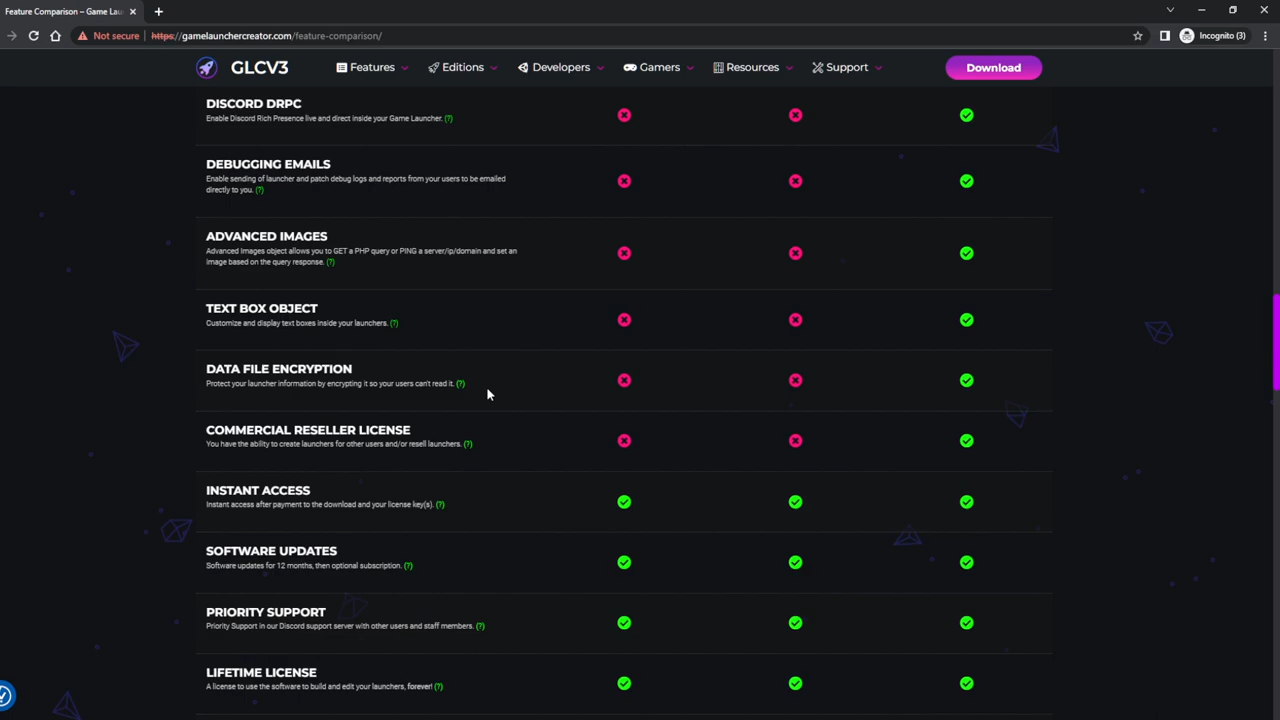 Feature Comparison – Game Lau
Not secure
https://gamelaunchercreator.com/feature-comparison/
Incognito (3)
GLCV3
Features
Editions
Developers
Gamers
Resources
Support
Download
DISCORD DRPC
Enable Discord Rich Presence live and direct inside your Game Launcher. (?)
DEBUGGING EMAILS
Enable sending of launcher and patch debug logs and reports from your users to be emailed
directly to you. (?)
ADVANCED IMAGES
Advanced Images object allows you to GET a PHP query or PING a server/ip/domain and set an
image based on the query response. (?)
TEXT BOX OBJECT
Customize and display text boxes inside your launchers. (?)
DATA FILE ENCRYPTION
Protect your launcher information by encrypting it so your users can't read it. (?)
COMMERCIAL RESELLER LICENSE
You have the ability to create launchers for other users and/or resell launchers. (?)
INSTANT ACCESS
Instant access after payment to the download and your license key(s). (?)
SOFTWARE UPDATES
Software updates for 12 months, then optional subscription. (?)
PRIORITY SUPPORT
Priority Support in our Discord support server with other users and staff members. (?)
LIFETIME LICENSE
A license to use the software to build and edit your launchers, forever! (?)